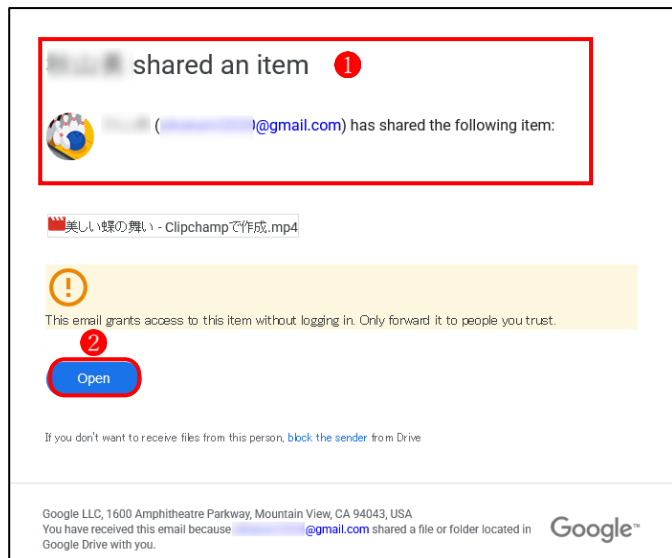 shared an item 1
(@gmail.com) has shared the following item:
美しい蝶の舞い - Clipchampで作成.mp4
This email grants access to this item without logging in. Only forward it to people you trust.
2
Open
If you don't want to receive files from this person, block the sender from Drive
Google LLC, 1600 Amphitheatre Parkway, Mountain View, CA 94043, USA
You have received this email because @gmail.com shared a file or folder located in
Google Drive with you.
Google™